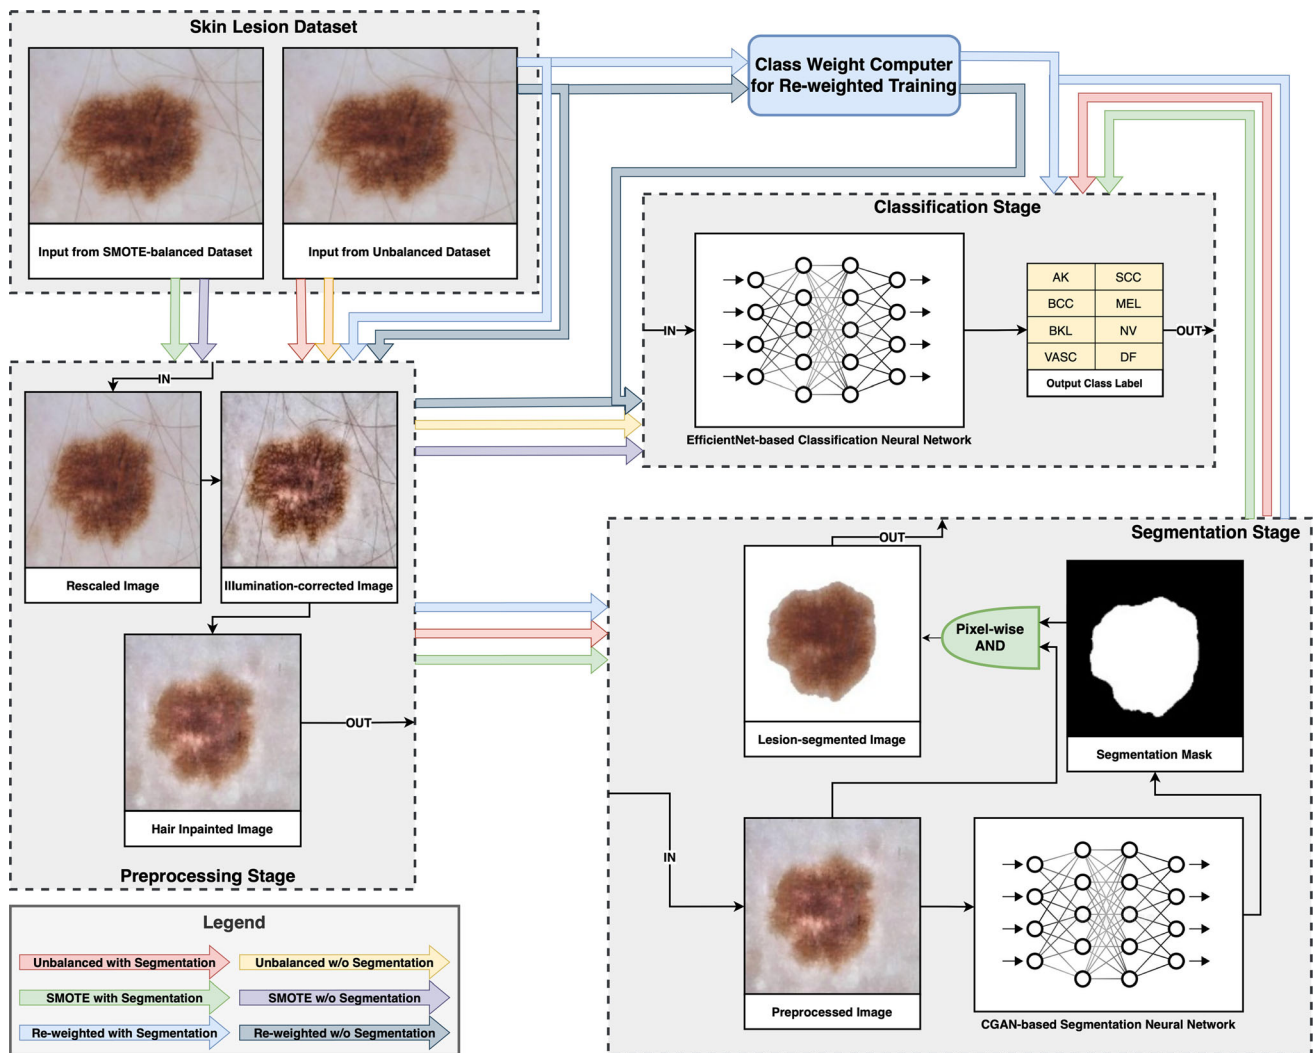 Skin Lesion Dataset
Input from SMOTE-balanced Dataset
Input from Unbalanced Dataset
Class Weight Computer
for Re-weighted Training
Classification Stage
IN
EfficientNet-based Classification Neural Network
AK SCC
BCC MEL
BKL NV
VASC DF
Output Class Label
OUT
IN
Rescaled Image
Illumination-corrected Image
Hair Inpainted Image
OUT
Preprocessing Stage
Segmentation Stage
OUT
Lesion-segmented Image
Pixel-wise
AND
Segmentation Mask
IN
Preprocessed Image
CGAN-based Segmentation Neural Network
Legend
Unbalanced with Segmentation
Unbalanced w/o Segmentation
SMOTE with Segmentation
SMOTE w/o Segmentation
Re-weighted with Segmentation
Re-weighted w/o Segmentation